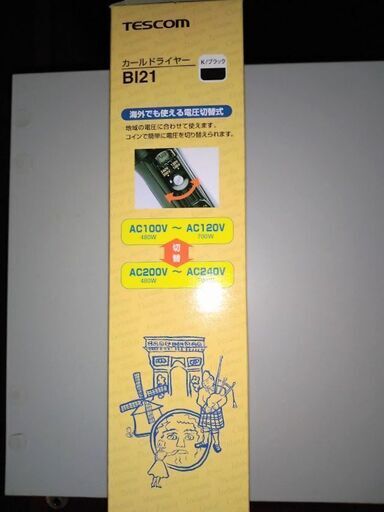 TESCOM
カールドライヤー
BI21
K/ブラック
海外でも使える電圧切替式
地域の電圧に合わせて使えます。
コインで簡単に電圧を切り替えられます。
AC100V 〜 AC120V
480W 700W
切替
AC200V 〜 AC240V
480W